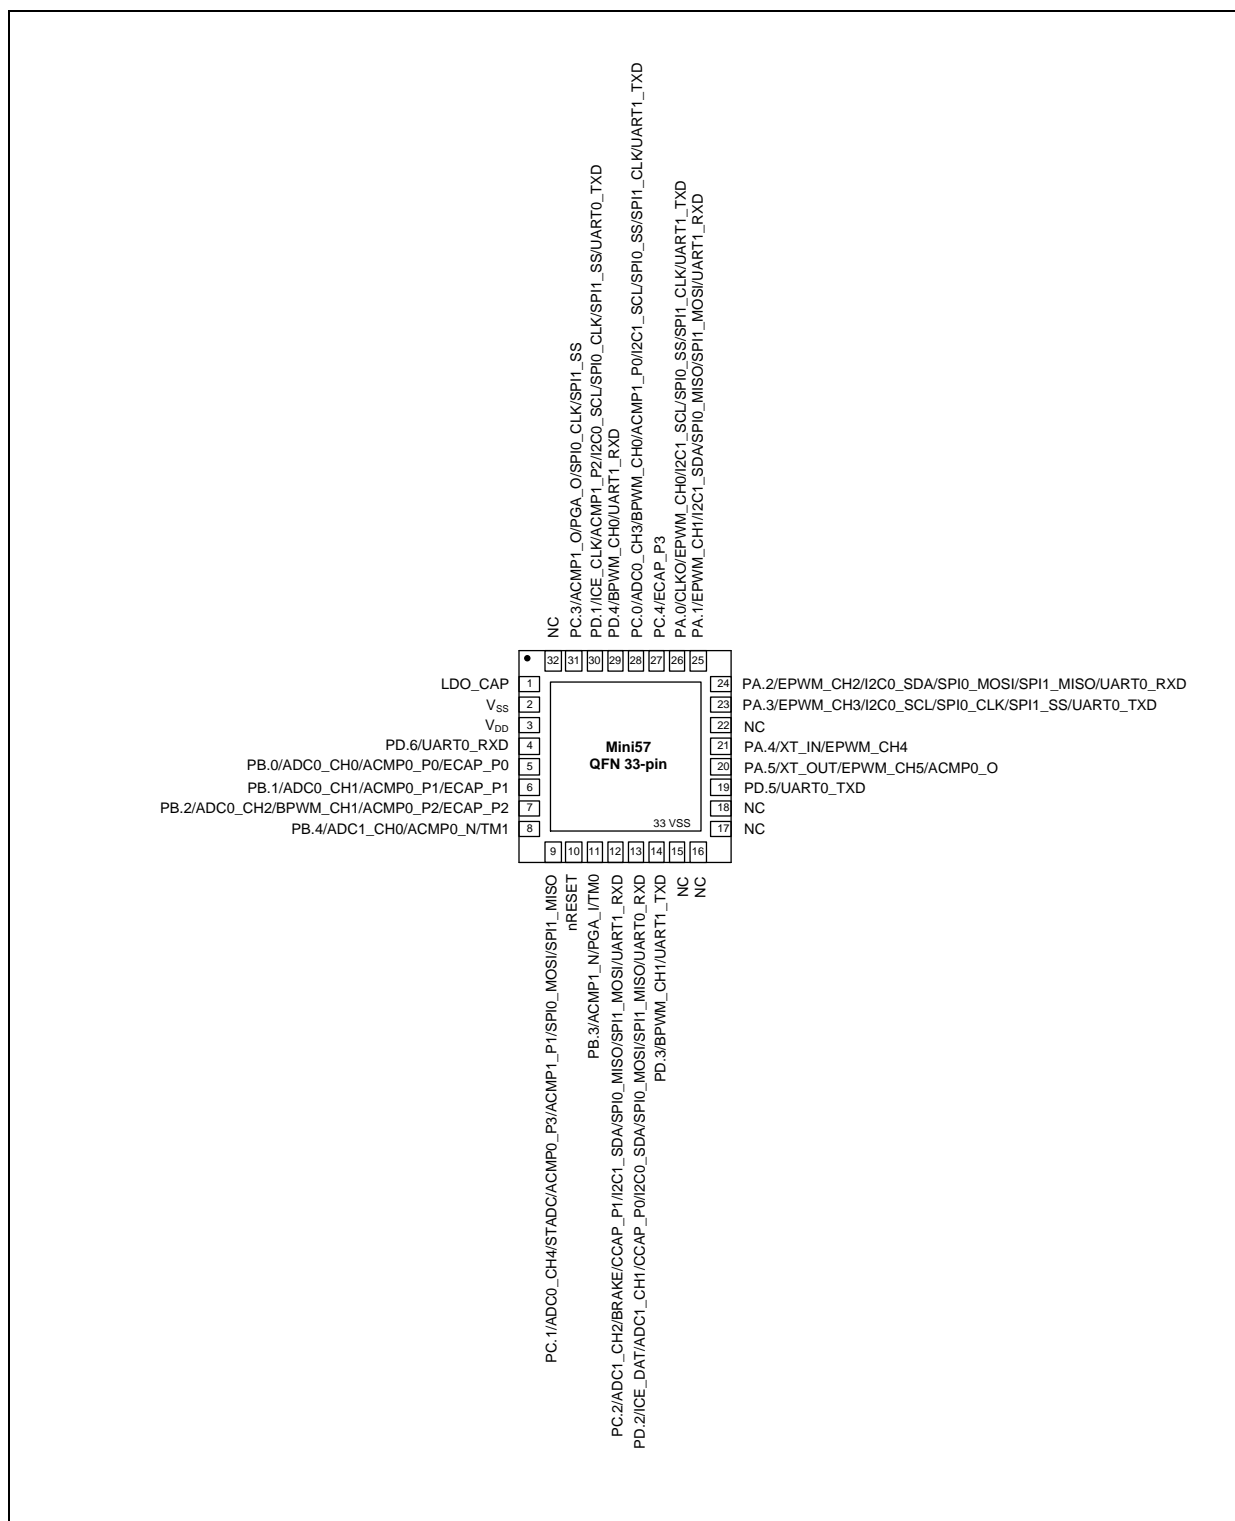 NC
PC.3/ACMP1_O/PGA_O/SPI0_CLK/SPI1_SS
PD.1/ICE_CLK/ACMP1_P2/I2C0_SCL/SPI0_CLK/SPI1_SS/UART0_TXD
PD.4/BPWM_CH0/UART1_RXD
PC.0/ADC0_CH3/BPWM_CH0/ACMP1_P0/I2C1_SCL/SPI0_SS/SPI1_CLK/UART1_TXD
PC.4/ECAP_P3
PA.0/CLKO/EPWM_CH0/I2C1_SCL/SPI0_SS/SPI1_CLK/UART1_TXD
PA.1/EPWM_CH1/I2C1_SDA/SPI0_MISO/SPI1_MOSI/UART1_RXD
32 31 30 29 28 27 26 25
LDO_CAP 1
VSS 2
VDD 3
PD.6/UART0_RXD 4
PB.0/ADC0_CH0/ACMP0_P0/ECAP_P0 5
PB.1/ADC0_CH1/ACMP0_P1/ECAP_P1 6
PB.2/ADC0_CH2/BPWM_CH1/ACMP0_P2/ECAP_P2 7
PB.4/ADC1_CH0/ACMP0_N/TM1 8
Mini57
QFN 33-pin
33 VSS
24 PA.2/EPWM_CH2/I2C0_SDA/SPI0_MOSI/SPI1_MISO/UART0_RXD
23 PA.3/EPWM_CH3/I2C0_SCL/SPI0_CLK/SPI1_SS/UART0_TXD
22 NC
21 PA.4/XT_IN/EPWM_CH4
20 PA.5/XT_OUT/EPWM_CH5/ACMP0_O
19 PD.5/UART0_TXD
18 NC
17 NC
9 10 11 12 13 14 15 16
PC.1/ADC0_CH4/STADC/ACMP0_P3/ACMP1_P1/SPI0_MOSI/SPI1_MISO
nRESET
PB.3/ACMP1_N/PGA_I/TM0
PC.2/ADC1_CH2/BRAKE/CCAP_P1/I2C1_SDA/SPI0_MISO/SPI1_MOSI/UART1_RXD
PD.2/ICE_DAT/ADC1_CH1/CCAP_P0/I2C0_SDA/SPI0_MOSI/SPI1_MISO/UART0_RXD
PD.3/BPWM_CH1/UART1_TXD
NC
NC